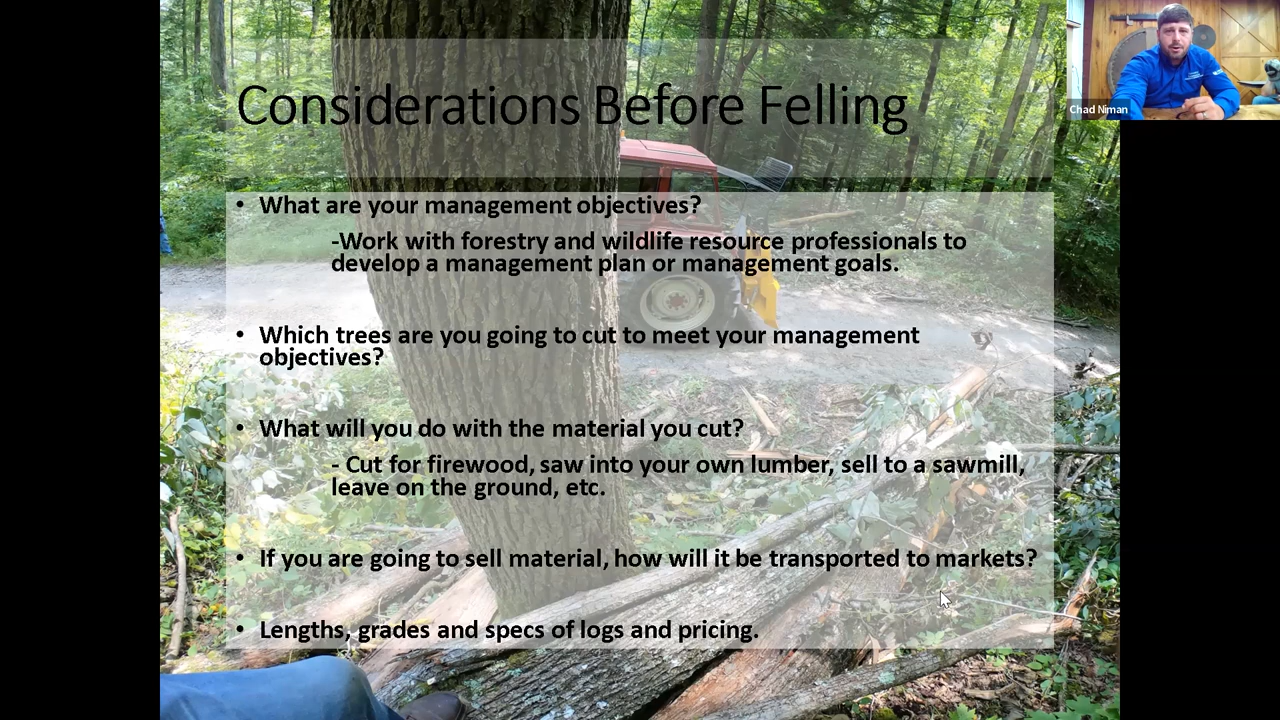 Considerations Before Felling
Chad Niman
• What are your management objectives?
-Work with forestry and wildlife resource professionals to
develop a management plan or management goals.
• Which trees are you going to cut to meet your management
objectives?
• What will you do with the material you cut?
- Cut for firewood, saw into your own lumber, sell to a sawmill,
leave on the ground, etc.
• If you are going to sell material, how will it be transported to markets?
• Lengths, grades and specs of logs and pricing.